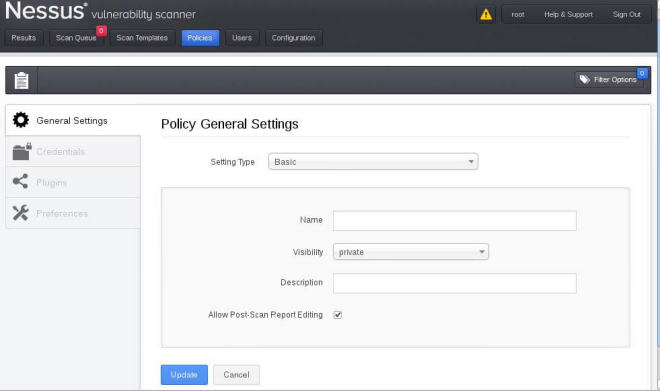 Nessus® vulnerability scanner
root Help & Support Sign Out
Results Scan Queue 0 Scan Templates Policies Users Configuration
Filter Options 0
General Settings
Credentials
Plugins
Preferences
Policy General Settings
Setting Type Basic
Name
Visibility private
Description
Allow Post-Scan Report Editing
Update Cancel